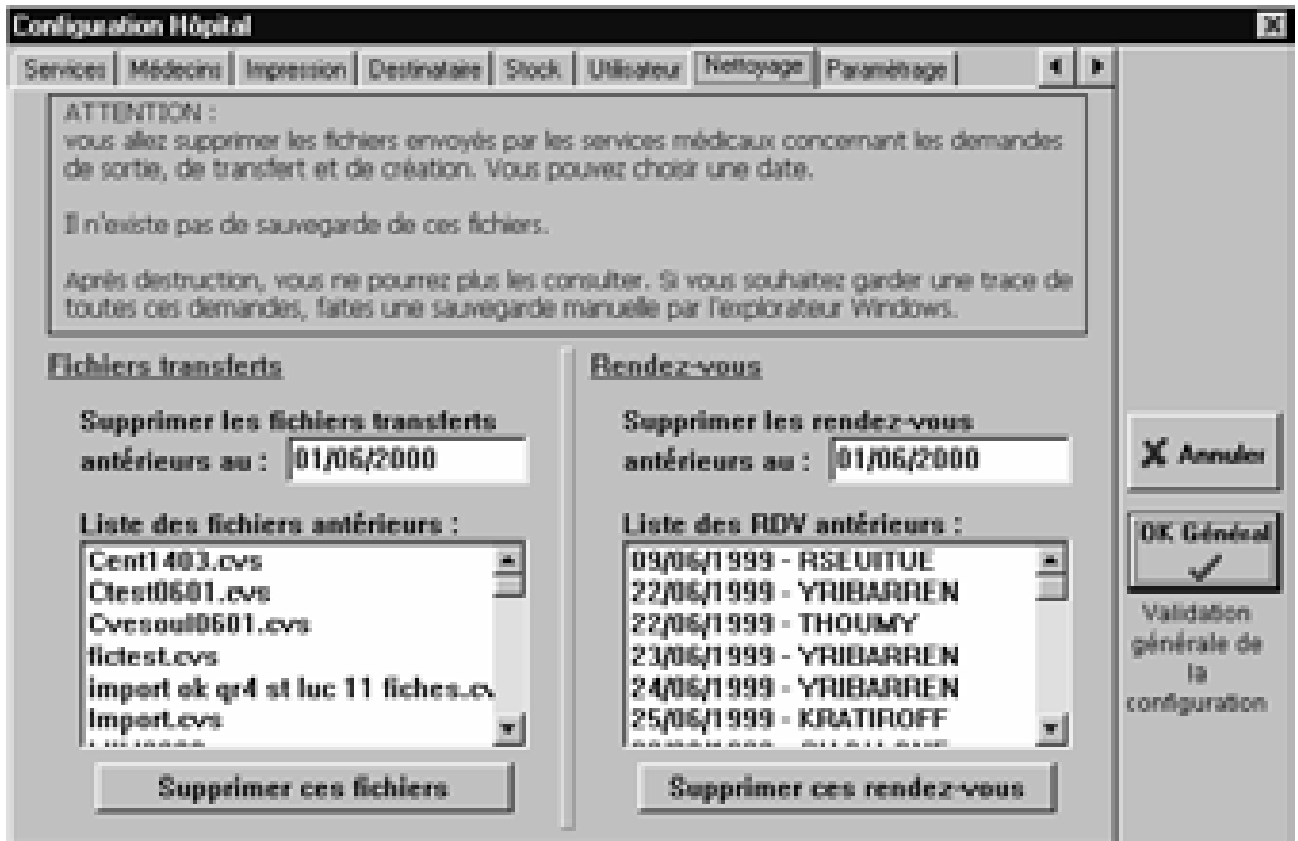 Configuration Hôpital
Services Médecins Impression Destinataire Stock Utilisateur Nettoyage Paramétrage
ATTENTION :
vous allez supprimer les fichiers envoyés par les services médicaux concernant les demandes
de sortie, de transfert et de création. Vous pouvez choisir une date.
Il n'existe pas de sauvegarde de ces fichiers.
Après destruction, vous ne pourrez plus les consulter. Si vous souhaitez garder une trace de
toutes ces demandes, faites une sauvegarde manuelle par l'explorateur Windows.
Fichiers transferts
Supprimer les fichiers transferts
antérieurs au : 01/06/2000
Liste des fichiers antérieurs :
Cent1403.cvs
Ctest0601.cvs
Cvesoul0601.cvs
fictest.cvs
import ok qr4 st luc 11 fiches.cv
Import.cvs
Supprimer ces fichiers
Rendez-vous
Supprimer les rendez-vous
antérieurs au : 01/06/2000
Liste des RDV antérieurs :
09/06/1999 - RSEUITUE
22/06/1999 - YRIBARREN
22/06/1999 - THOUMY
23/06/1999 - YRIBARREN
24/06/1999 - YRIBARREN
25/06/1999 - KRATIROFF
Supprimer ces rendez-vous
Annuler
OK Général
Validation
générale de
la
configuration